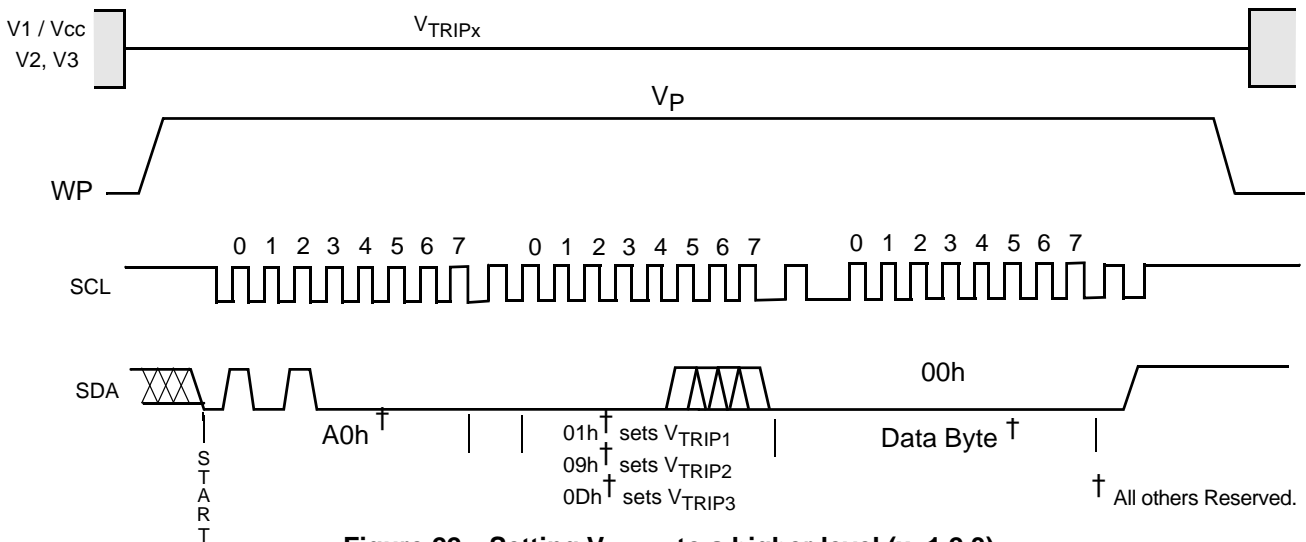 V1 / Vcc
V2, V3
VTRIPx
VP
WP
0 1 2 3 4 5 6 7 0 1 2 3 4 5 6 7 0 1 2 3 4 5 6 7
SCL
SDA
00h
A0h †
01h† sets VTRIP1
09h† sets VTRIP2
0Dh† sets VTRIP3
Data Byte †
START
† All others Reserved.